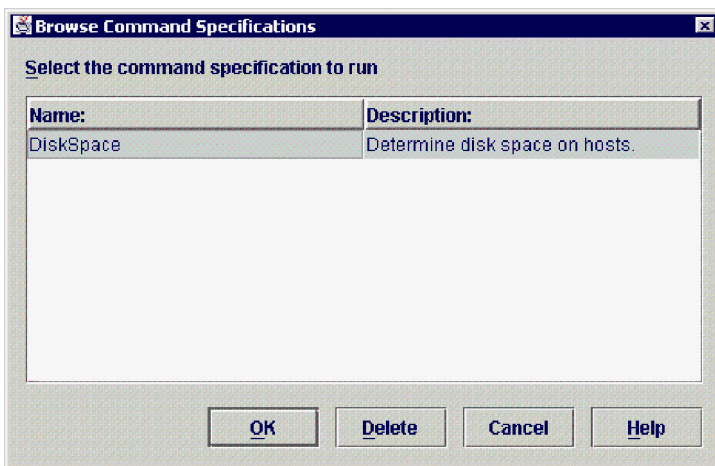 Browse Command Specifications
Select the command specification to run
Name: Description:
DiskSpace Determine disk space on hosts.
OK Delete Cancel Help